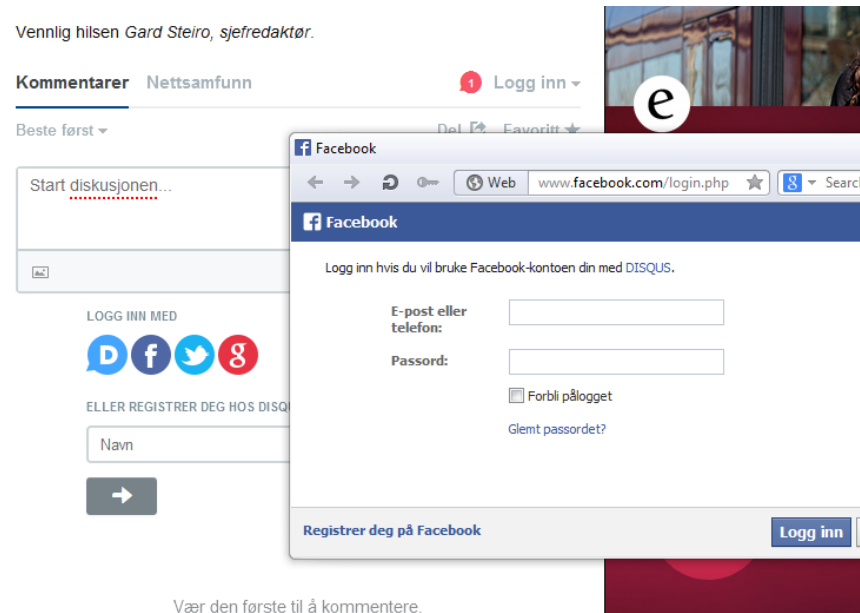 Vennlig hilsen Gard Steiro, sjefredaktør.
Kommentarer Nettsamfunn 1 Logg inn
Beste først Del Favoritt
Start diskusjonen...
LOGG INN MED
D f g
ELLER REGISTRER DEG HOS DISQU
Navn
Vær den første til å kommentere.
e
Facebook
Web www.facebook.com/login.php 8 Search
Facebook
Logg inn hvis du vil bruke Facebook-kontoen din med DISQUS.
E-post eller
telefon:
Passord:
Forbli pålogget
Glemt passordet?
Registrer deg på Facebook Logg inn